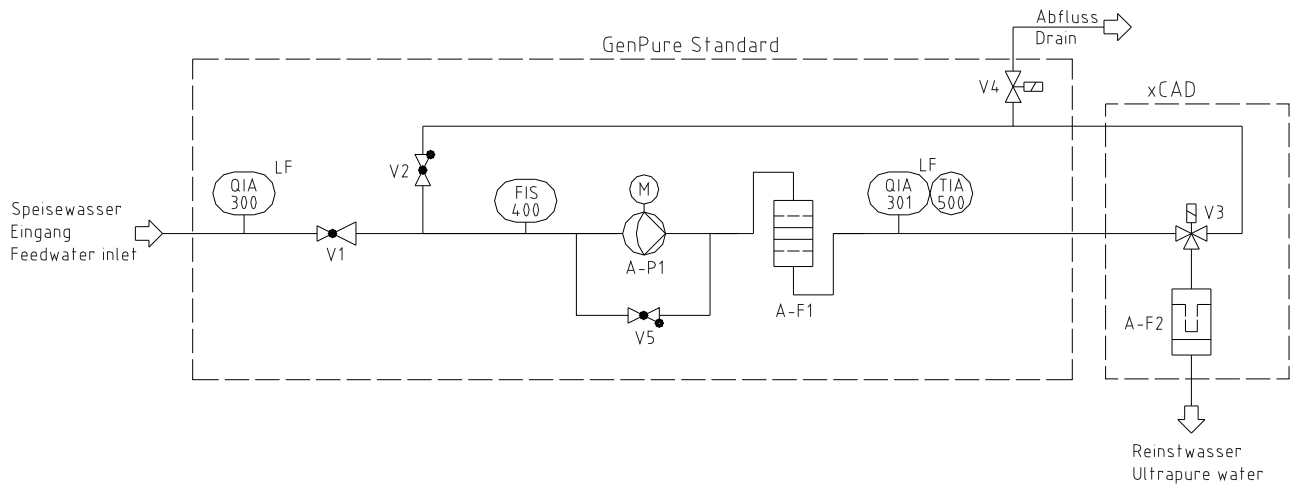 Abfluss
Drain
GenPure Standard
V4
xCAD
LF
QIA
300
V2
FIS
400
M
LF
QIA
301
TIA
500
V3
Speisewasser
Eingang
Feedwater inlet
V1
A-P1
A-F1
V5
A-F2
Reinstwasser
Ultrapure water